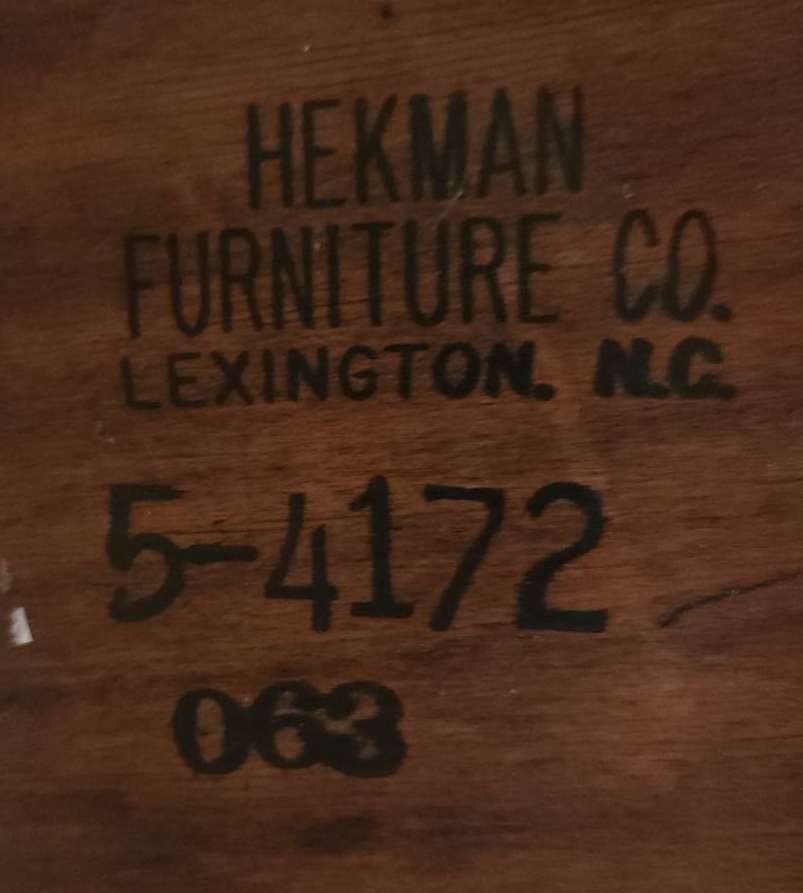 HEKMAN
FURNITURE CO.
LEXINGTON. N.C.
5-4172
063